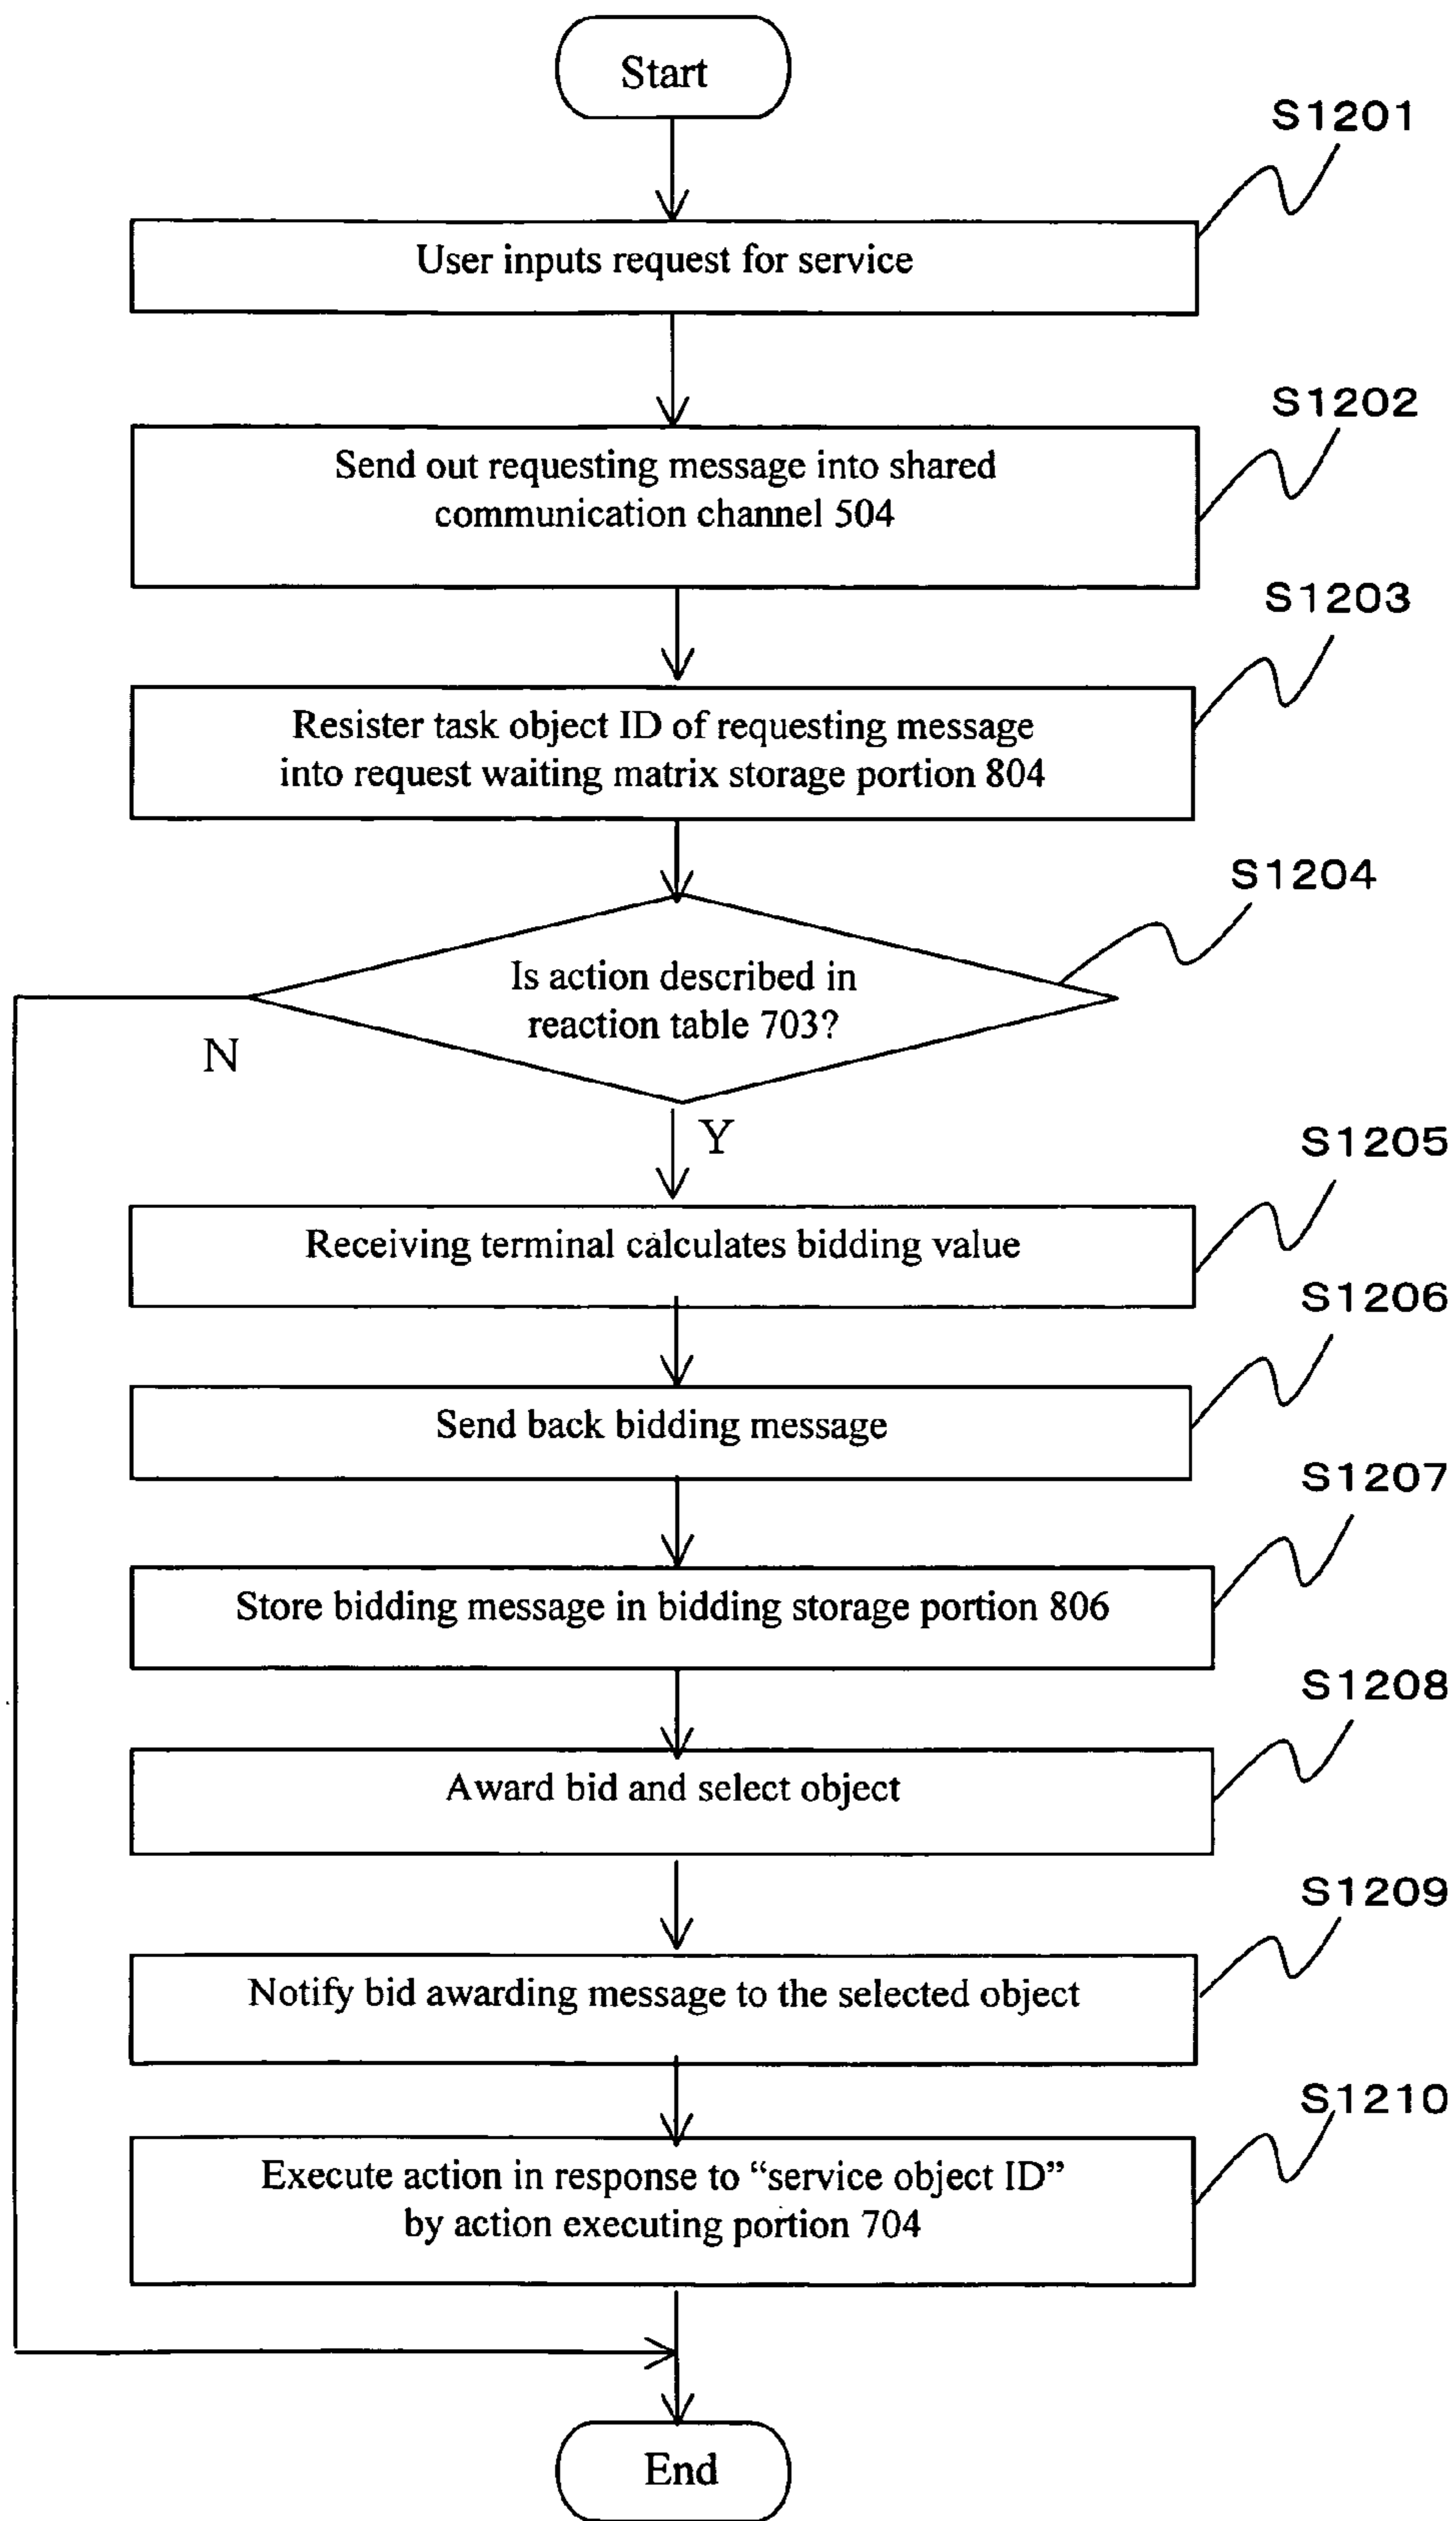 Start
S1201
User inputs request for service
S1202
Send out requesting message into shared
communication channel 504
S1203
Resister task object ID of requesting message
into request waiting matrix storage portion 804
S1204
Is action described in
reaction table 703?
N
Y
S1205
Receiving terminal calculates bidding value
S1206
Send back bidding message
S1207
Store bidding message in bidding storage portion 806
S1208
Award bid and select object
S1209
Notify bid awarding message to the selected object
S1210
Execute action in response to “service object ID”
by action executing portion 704
End